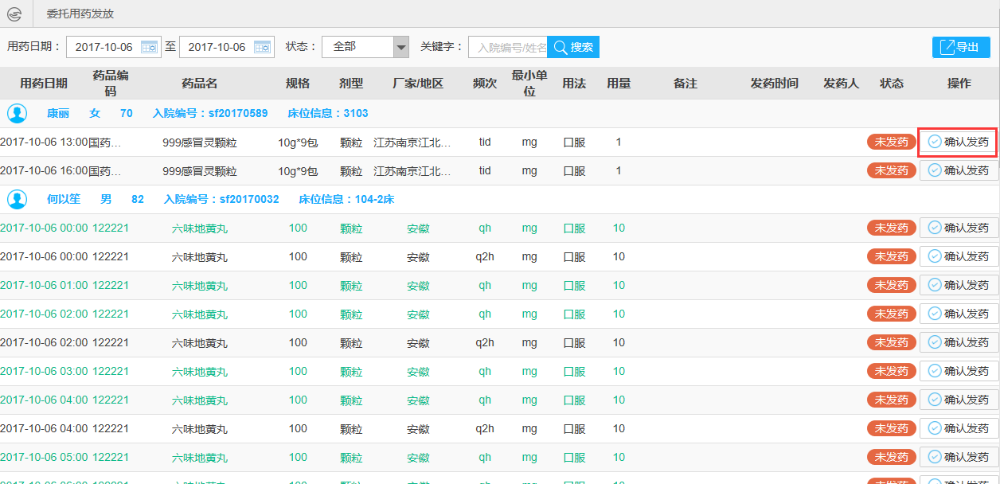 委托用药发放
用药日期： 2017-10-06 至 2017-10-06 状态： 全部 关键字： 入院编号/姓名 搜索 导出
用药日期 药品编码 药品名 规格 剂型 厂家/地区 频次 最小单位 用法 用量 备注 发药时间 发药人 状态 操作
康丽 女 70 入院编号：sf20170589 床位信息：3103
2017-10-06 13:00 国药… 999感冒灵颗粒 10g*9包 颗粒 江苏南京江北… tid mg 口服 1 未发药 确认发药
2017-10-06 16:00 国药… 999感冒灵颗粒 10g*9包 颗粒 江苏南京江北… tid mg 口服 1 未发药 确认发药
何以笙 男 82 入院编号：sf20170032 床位信息：104-2床
2017-10-06 00:00 122221 六味地黄丸 100 颗粒 安徽 qh mg 口服 10 未发药 确认发药
2017-10-06 00:00 122221 六味地黄丸 100 颗粒 安徽 q2h mg 口服 10 未发药 确认发药
2017-10-06 01:00 122221 六味地黄丸 100 颗粒 安徽 qh mg 口服 10 未发药 确认发药
2017-10-06 02:00 122221 六味地黄丸 100 颗粒 安徽 qh mg 口服 10 未发药 确认发药
2017-10-06 02:00 122221 六味地黄丸 100 颗粒 安徽 q2h mg 口服 10 未发药 确认发药
2017-10-06 03:00 122221 六味地黄丸 100 颗粒 安徽 qh mg 口服 10 未发药 确认发药
2017-10-06 04:00 122221 六味地黄丸 100 颗粒 安徽 qh mg 口服 10 未发药 确认发药
2017-10-06 04:00 122221 六味地黄丸 100 颗粒 安徽 q2h mg 口服 10 未发药 确认发药
2017-10-06 05:00 122221 六味地黄丸 100 颗粒 安徽 qh mg 口服 10 未发药 确认发药